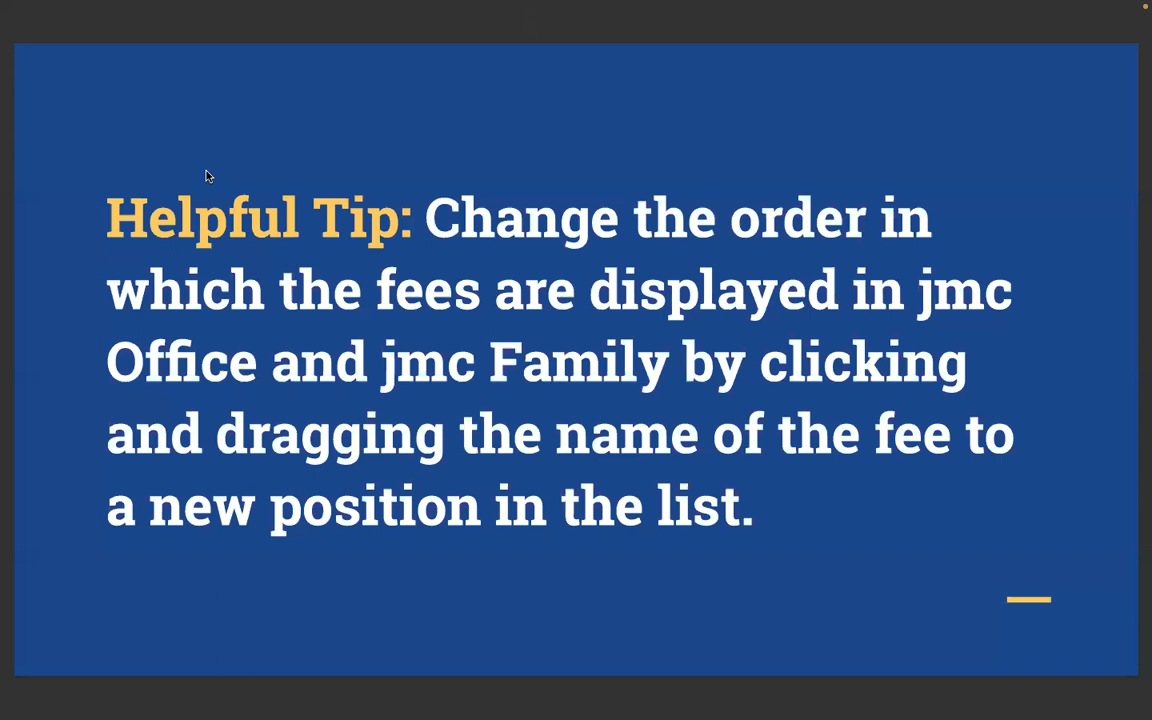 Helpful Tip: Change the order in
which the fees are displayed in jmc
Office and jmc Family by clicking
and dragging the name of the fee to
a new position in the list.